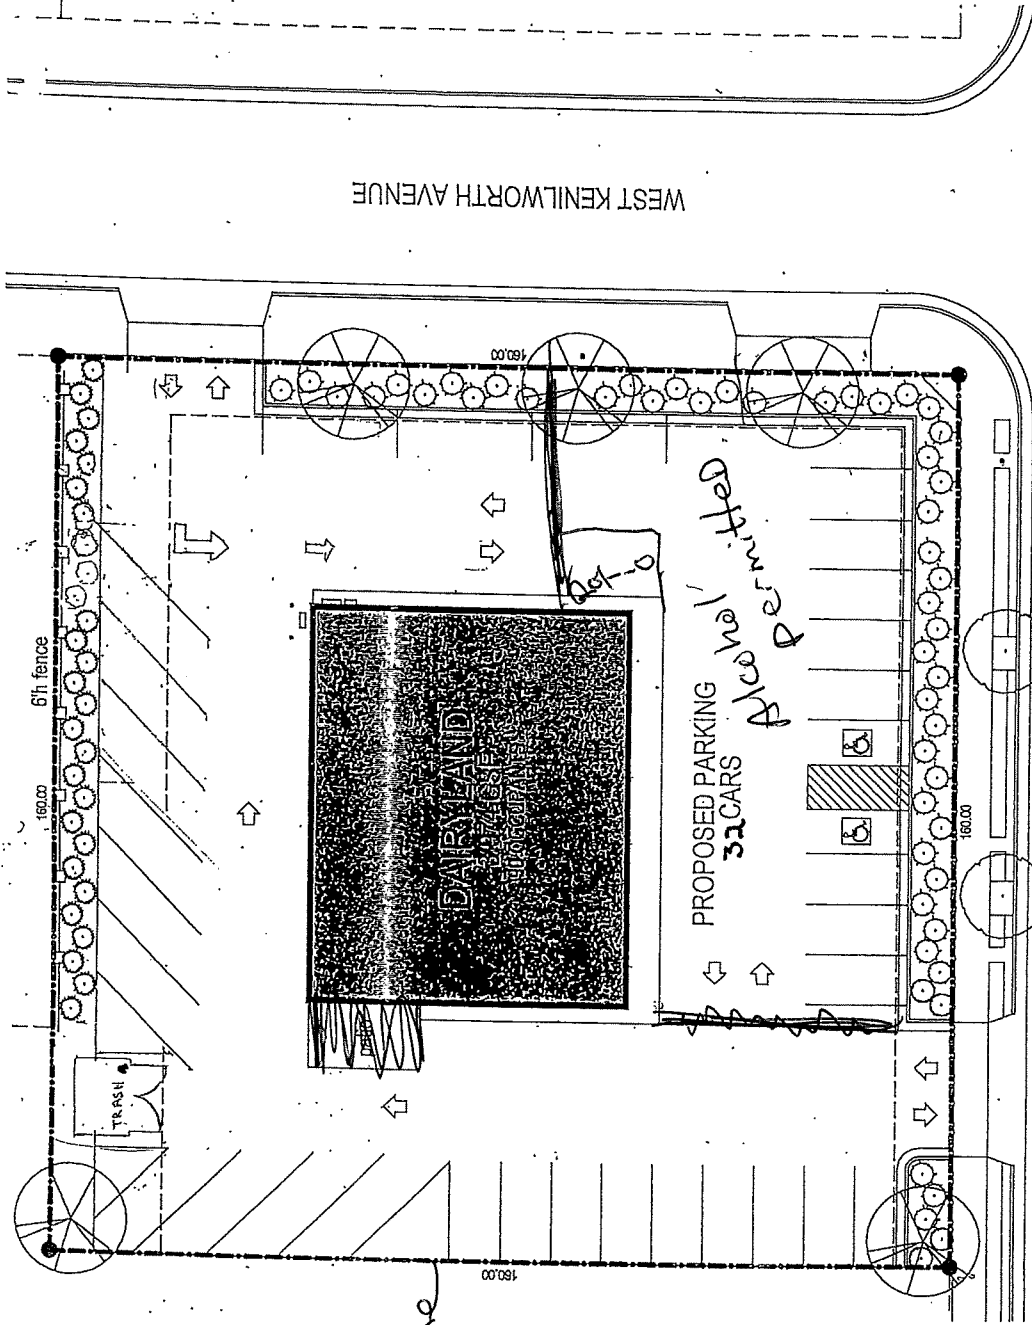 WEST KENILWORTH AVENUE
160.00
6'h fence
160.00
Alcohol
Permitted
DAIRYLAND
PROPOSED PARKING
32 CARS
160.00
TRASH
160.00